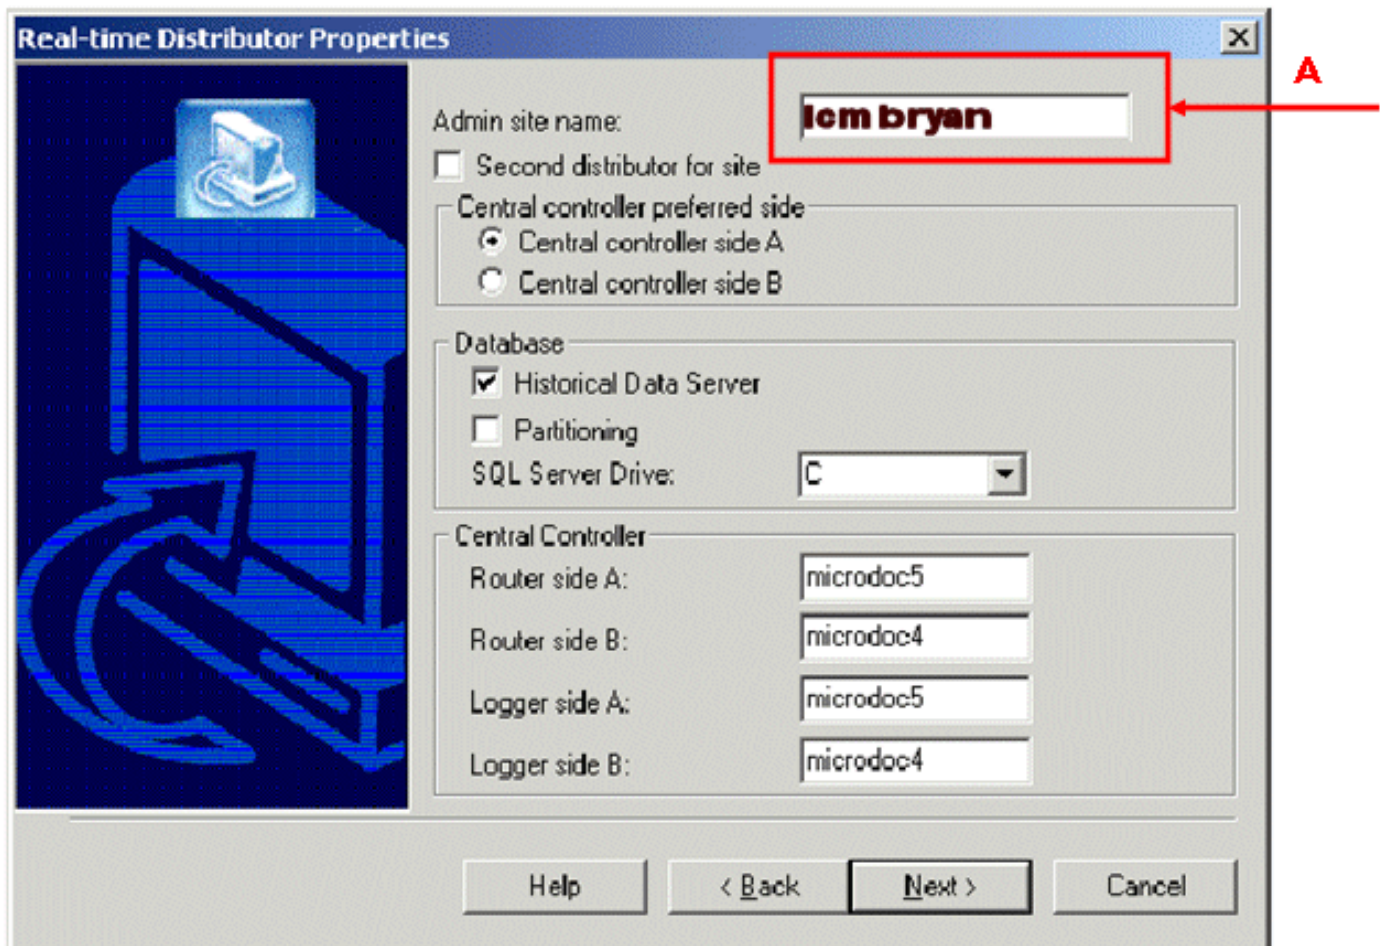 Real-time Distributor Properties
A
Admin site name:
Icm bryan
Second distributor for site
Central controller preferred side
Central controller side A
Central controller side B
Database
Historical Data Server
Partitioning
SQL Server Drive:
C
Central Controller
Router side A:
microdoc5
Router side B:
microdoc4
Logger side A:
microdoc5
Logger side B:
microdoc4
Help
< Back
Next >
Cancel